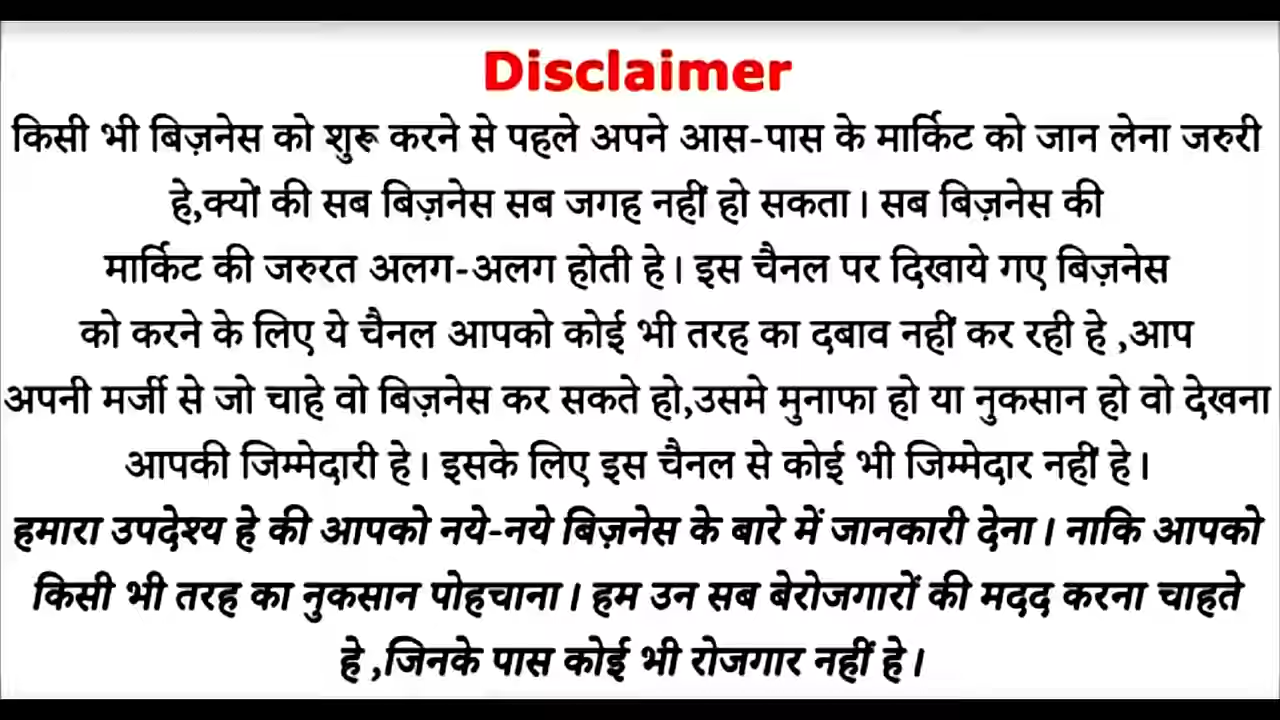 Disclaimer
किसी भी बिज़नेस को शुरू करने से पहले अपने आस-पास के मार्किट को जान लेना जरुरी
हे,क्यों की सब बिज़नेस सब जगह नहीं हो सकता। सब बिज़नेस की
मार्किट की जरुरत अलग-अलग होती हे। इस चैनल पर दिखाये गए बिज़नेस
को करने के लिए ये चैनल आपको कोई भी तरह का दबाव नहीं कर रही हे ,आप
अपनी मर्जी से जो चाहे वो बिज़नेस कर सकते हो,उसमे मुनाफा हो या नुकसान हो वो देखना
आपकी जिम्मेदारी हे। इसके लिए इस चैनल से कोई भी जिम्मेदार नहीं हे।
हमारा उपदेश्य हे की आपको नये-नये बिज़नेस के बारे में जानकारी देना। नाकि आपको
किसी भी तरह का नुकसान पोहचाना। हम उन सब बेरोजगारों की मदद करना चाहते
हे ,जिनके पास कोई भी रोजगार नहीं हे।